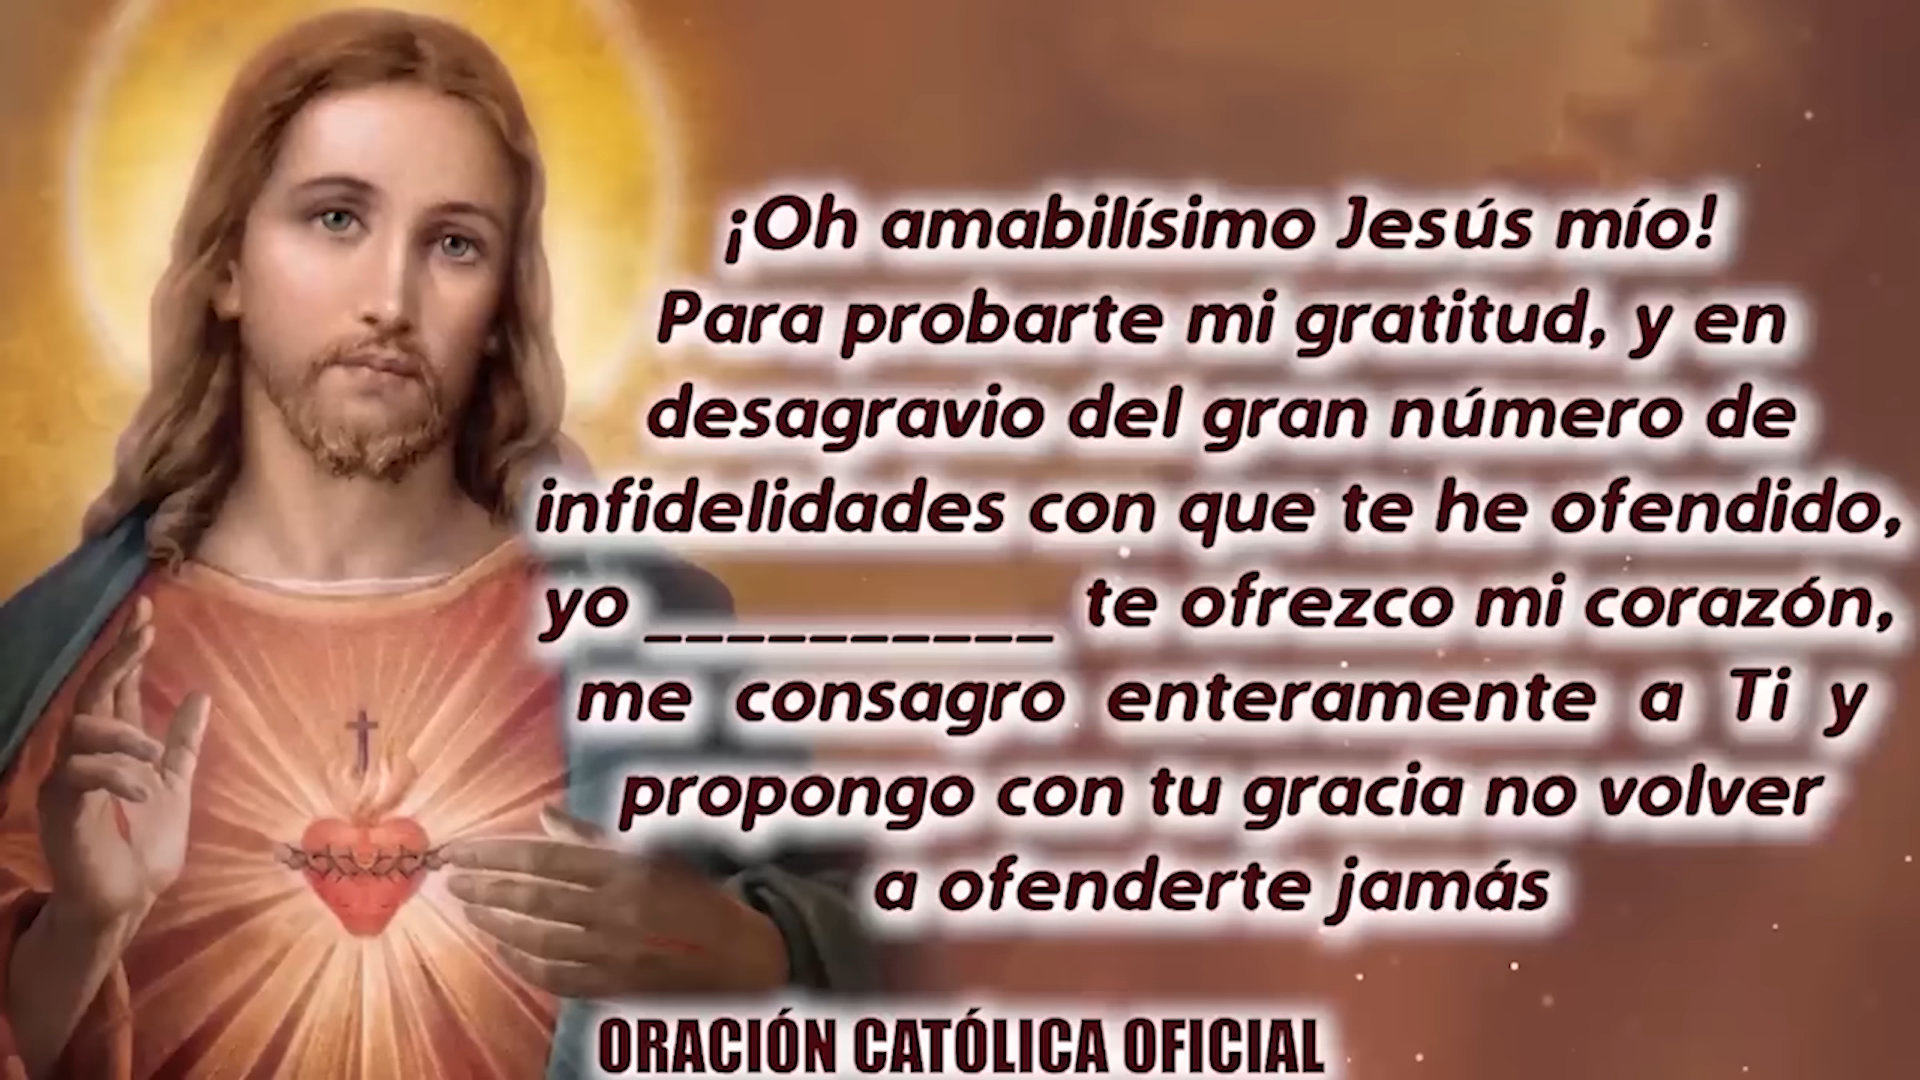 ¡Oh amabilísimo Jesús mío!
Para probarte mi gratitud, y en
desagravio del gran número de
infidelidades con que te he ofendido,
yo __________ te ofrezco mi corazón,
me consagro enteramente a Ti y
propongo con tu gracia no volver
a ofenderte jamás
ORACIÓN CATÓLICA OFICIAL